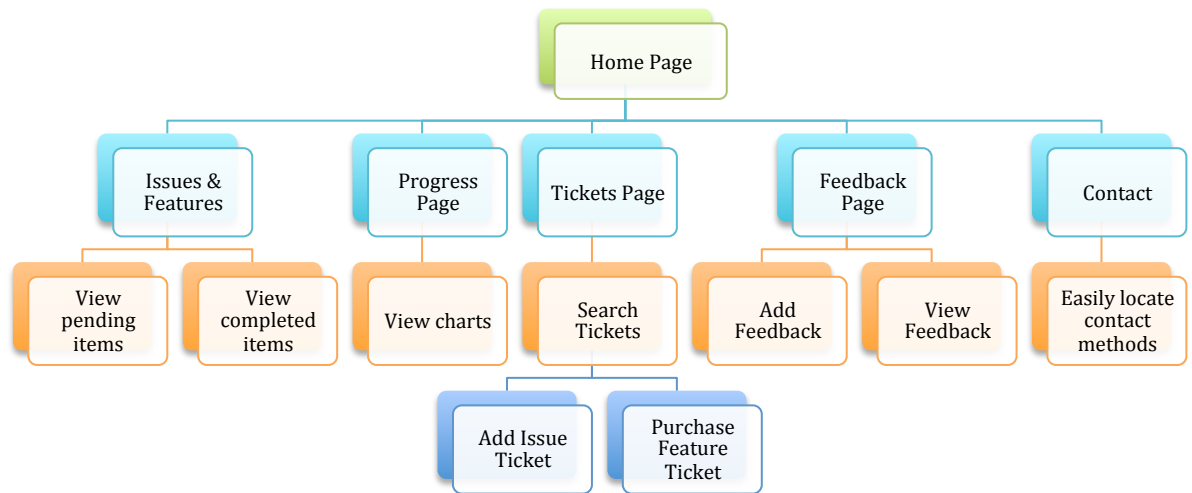 Home Page
Issues &
Features
Progress
Page
Tickets Page
Feedback
Page
Contact
View
pending
items
View
completed
items
View charts
Search
Tickets
Add
Feedback
View
Feedback
Easily locate
contact
methods
Add Issue
Ticket
Purchase
Feature
Ticket